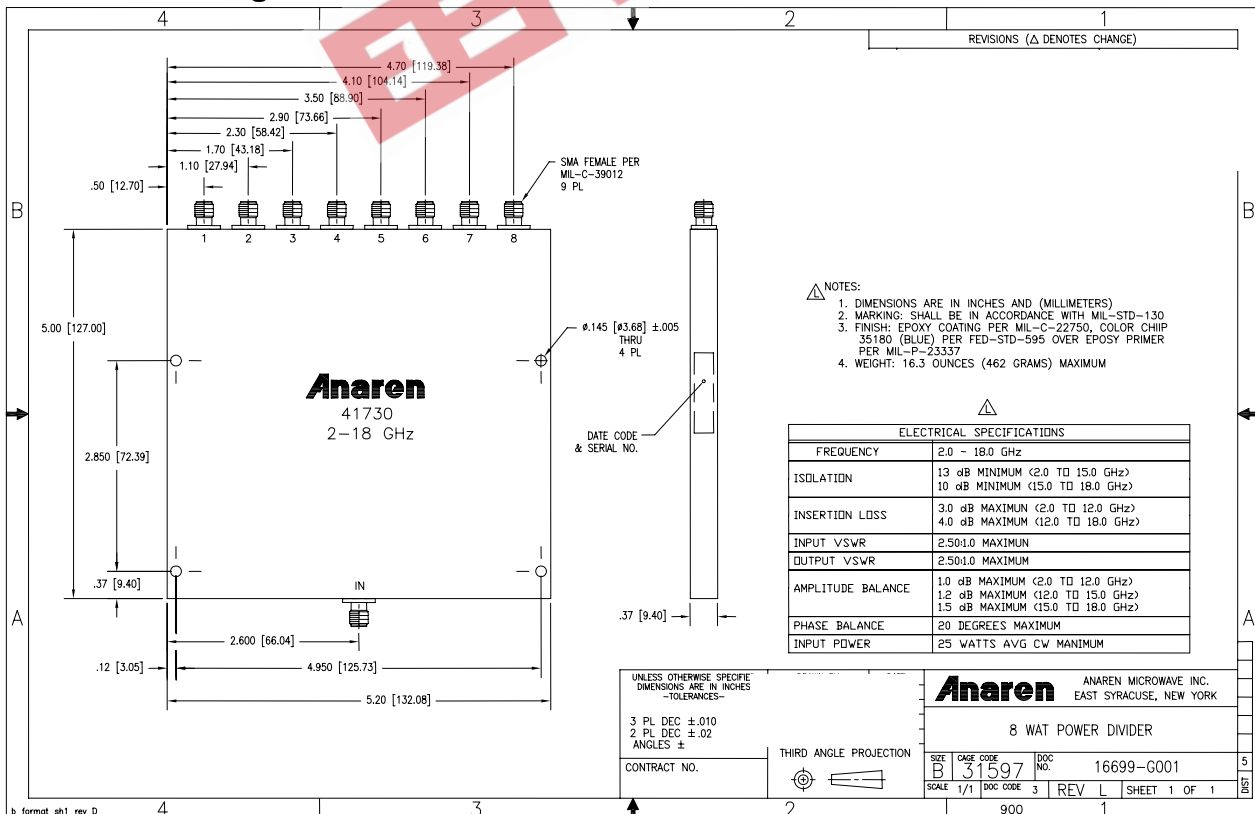 4 3 2 1
REVISIONS (△ DENOTES CHANGE)
4.70 [119.38]
4.10 [104.14]
3.50 [88.90]
2.90 [73.66]
2.30 [58.42]
1.70 [43.18]
1.10 [27.94]
.50 [12.70]
SMA FEMALE PER
MIL-C-39012
9 PL
B B
1 2 3 4 5 6 7 8
5.00 [127.00]
ø.145 [ø3.68] ±.005
THRU
4 PL
Anaren
41730
2-18 GHz
2.850 [72.39]
DATE CODE
& SERIAL NO.
.37 [9.40]
IN
2.600 [66.04]
.12 [3.05]
4.950 [125.73]
5.20 [132.08]
.37 [9.40]
L NOTES:
1. DIMENSIONS ARE IN INCHES AND (MILLIMETERS)
2. MARKING: SHALL BE IN ACCORDANCE WITH MIL-STD-130
3. FINISH: EPOXY COATING PER MIL-C-22750, COLOR CHIIP
35180 (BLUE) PER FED-STD-595 OVER EPOSY PRIMER
PER MIL-P-23337
4. WEIGHT: 16.3 OUNCES (462 GRAMS) MAXIMUM
L
ELECTRICAL SPECIFICATIONS
FREQUENCY 2.0 - 18.0 GHz
ISOLATION 13 dB MINIMUM (2.0 TO 15.0 GHz)
10 dB MINIMUM (15.0 TO 18.0 GHz)
INSERTION LOSS 3.0 dB MAXIMUN (2.0 TO 12.0 GHz)
4.0 dB MAXIMUM (12.0 TO 18.0 GHz)
INPUT VSWR 2.50:1.0 MAXIMUN
OUTPUT VSWR 2.50:1.0 MAXIMUM
AMPLITUDE BALANCE 1.0 dB MAXIMUM (2.0 TO 12.0 GHz)
1.2 dB MAXIMUM (12.0 TO 15.0 GHz)
1.5 dB MAXIMUM (15.0 TO 18.0 GHz)
PHASE BALANCE 20 DEGREES MAXIMUM
INPUT POWER 25 WATTS AVG CW MANIMUM
A A
UNLESS OTHERWISE SPECIFIE
DIMENSIONS ARE IN INCHES
-TOLERANCES-
3 PL DEC ±.010
2 PL DEC ±.02
ANGLES ±
CONTRACT NO.
THIRD ANGLE PROJECTION
Anaren
ANAREN MICROWAVE INC.
EAST SYRACUSE, NEW YORK
8 WAT POWER DIVIDER
SIZE B
CAGE CODE 31597
DOC NO. 16699-G001
SCALE 1/1 DOC CODE 3 REV L SHEET 1 OF 1
5
DIST
b format sh1 rev D
4 3 2 900 1